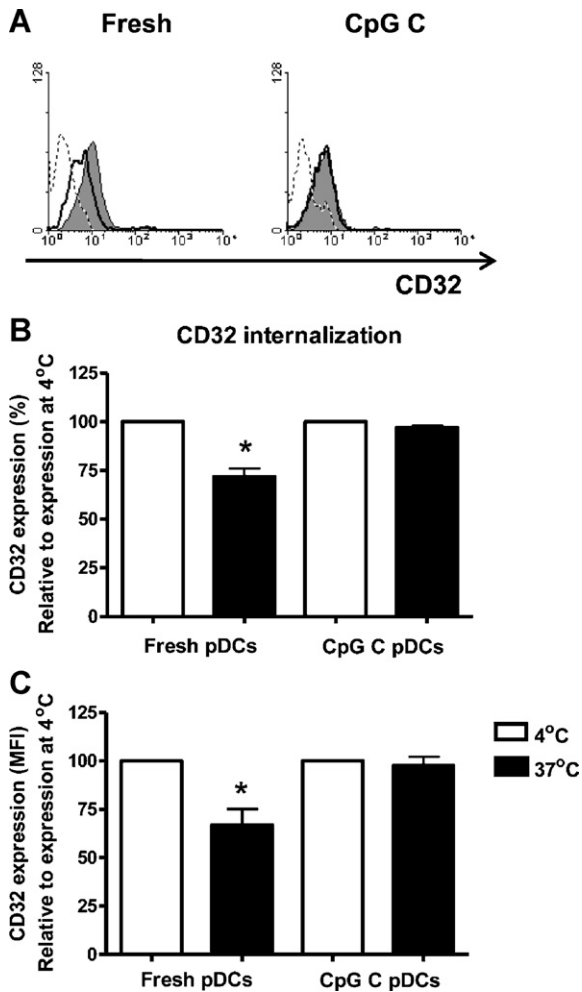 A
Fresh
CpG C
128
0
10⁰ 10¹ 10² 10³ 10⁴
128
0
10⁰ 10¹ 10² 10³ 10⁴
CD32
B
CD32 internalization
CD32 expression (%)
Relative to expression at 4°C
125
100
75
50
25
0
*
Fresh pDCs
CpG C pDCs
C
CD32 expression (MFI)
Relative to expression at 4°C
125
100
75
50
25
0
*
Fresh pDCs
CpG C pDCs
4°C
37°C